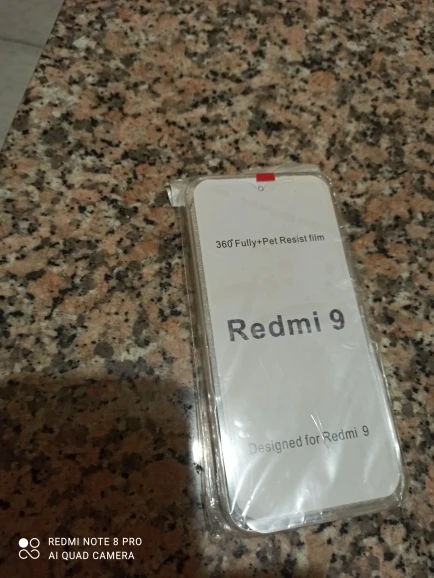 360°Fully+Pet Resist film
Redmi 9
Designed for Redmi 9
REDMI NOTE 8 PRO
AI QUAD CAMERA